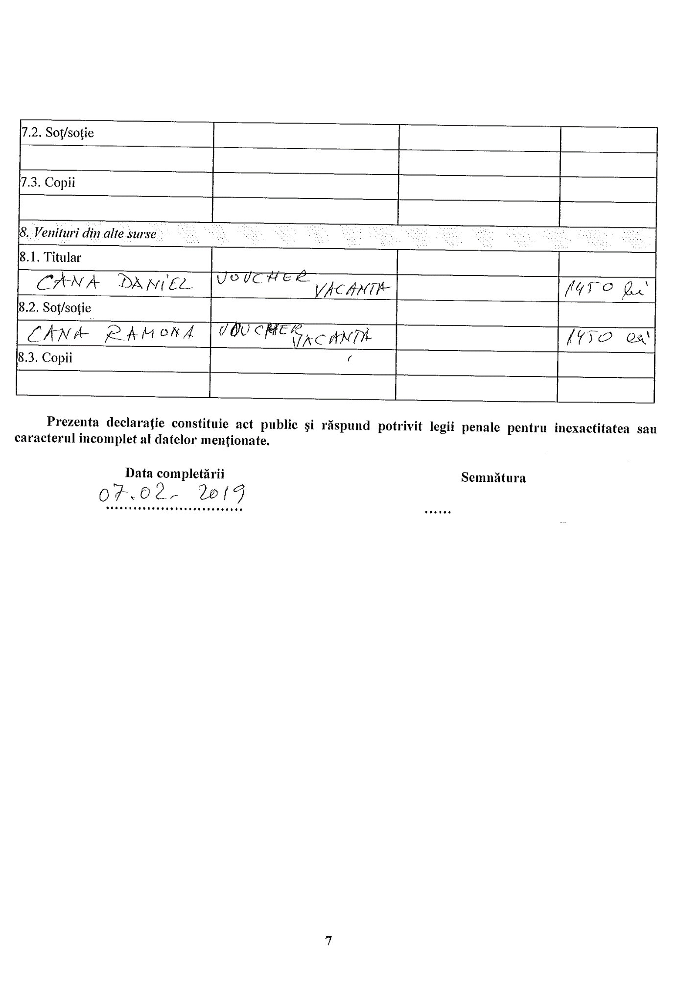 7.2. Soţ/soţie
7.3. Copii
8. Venituri din alte surse
8.1. Titular
CANA DANIEL VOUCHER VACANTA 1450 lei
8.2. Soţ/soţie
CANA RAMONA VOUCHER VACANTA 1450 lei
8.3. Copii
Prezenta declaraţie constituie act public şi răspund potrivit legii penale pentru inexactitatea sau
caracterul incomplet al datelor menţionate.
Data completării Semnătura
07.02- 2019
.............................. ......
7